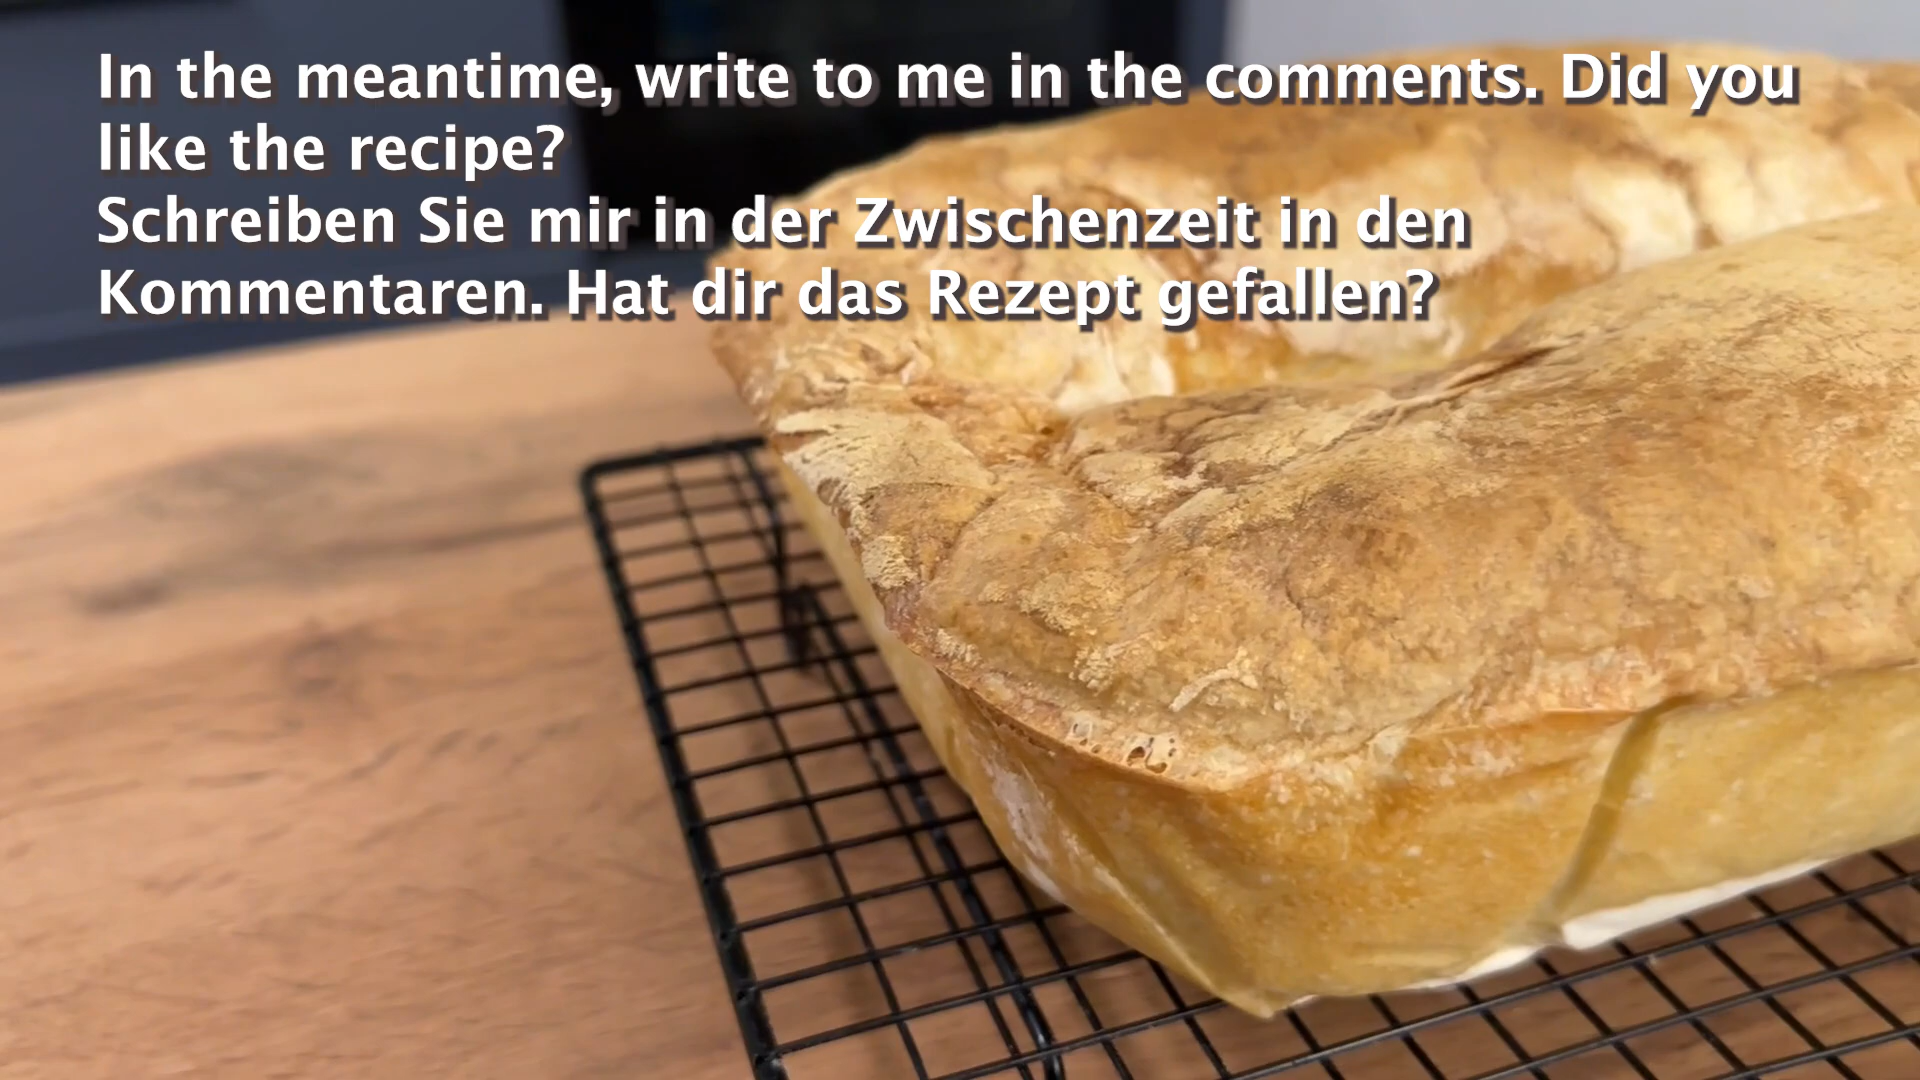 In the meantime, write to me in the comments. Did you
like the recipe?
Schreiben Sie mir in der Zwischenzeit in den
Kommentaren. Hat dir das Rezept gefallen?